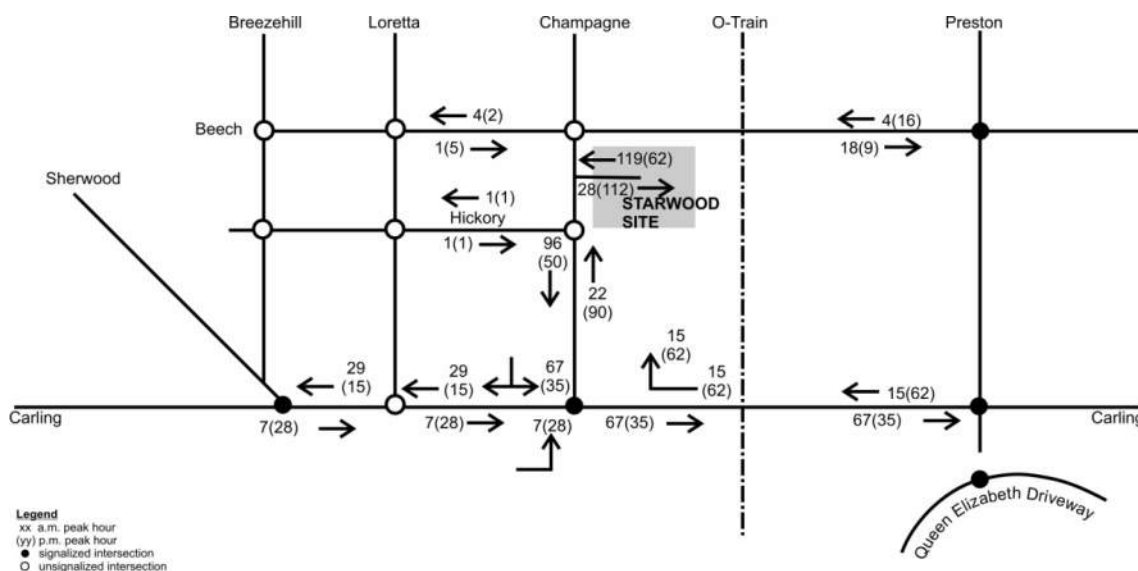 Breezehill
Loretta
Champagne
O-Train
Preston
4(2)
4(16)
Beech
1(5)
18(9)
119(62)
Sherwood
28(112)
1(1)
STARWOOD
SITE
Hickory
1(1)
96
(50)
22
(90)
15
(62)
29
(15)
29
(15)
67
(35)
15
(62)
15(62)
Carling
7(28)
7(28)
7(28)
67(35)
67(35)
Carling
Queen Elizabeth Driveway
Legend
xx a.m. peak hour
(yy) p.m. peak hour
signalized intersection
unsignalized intersection